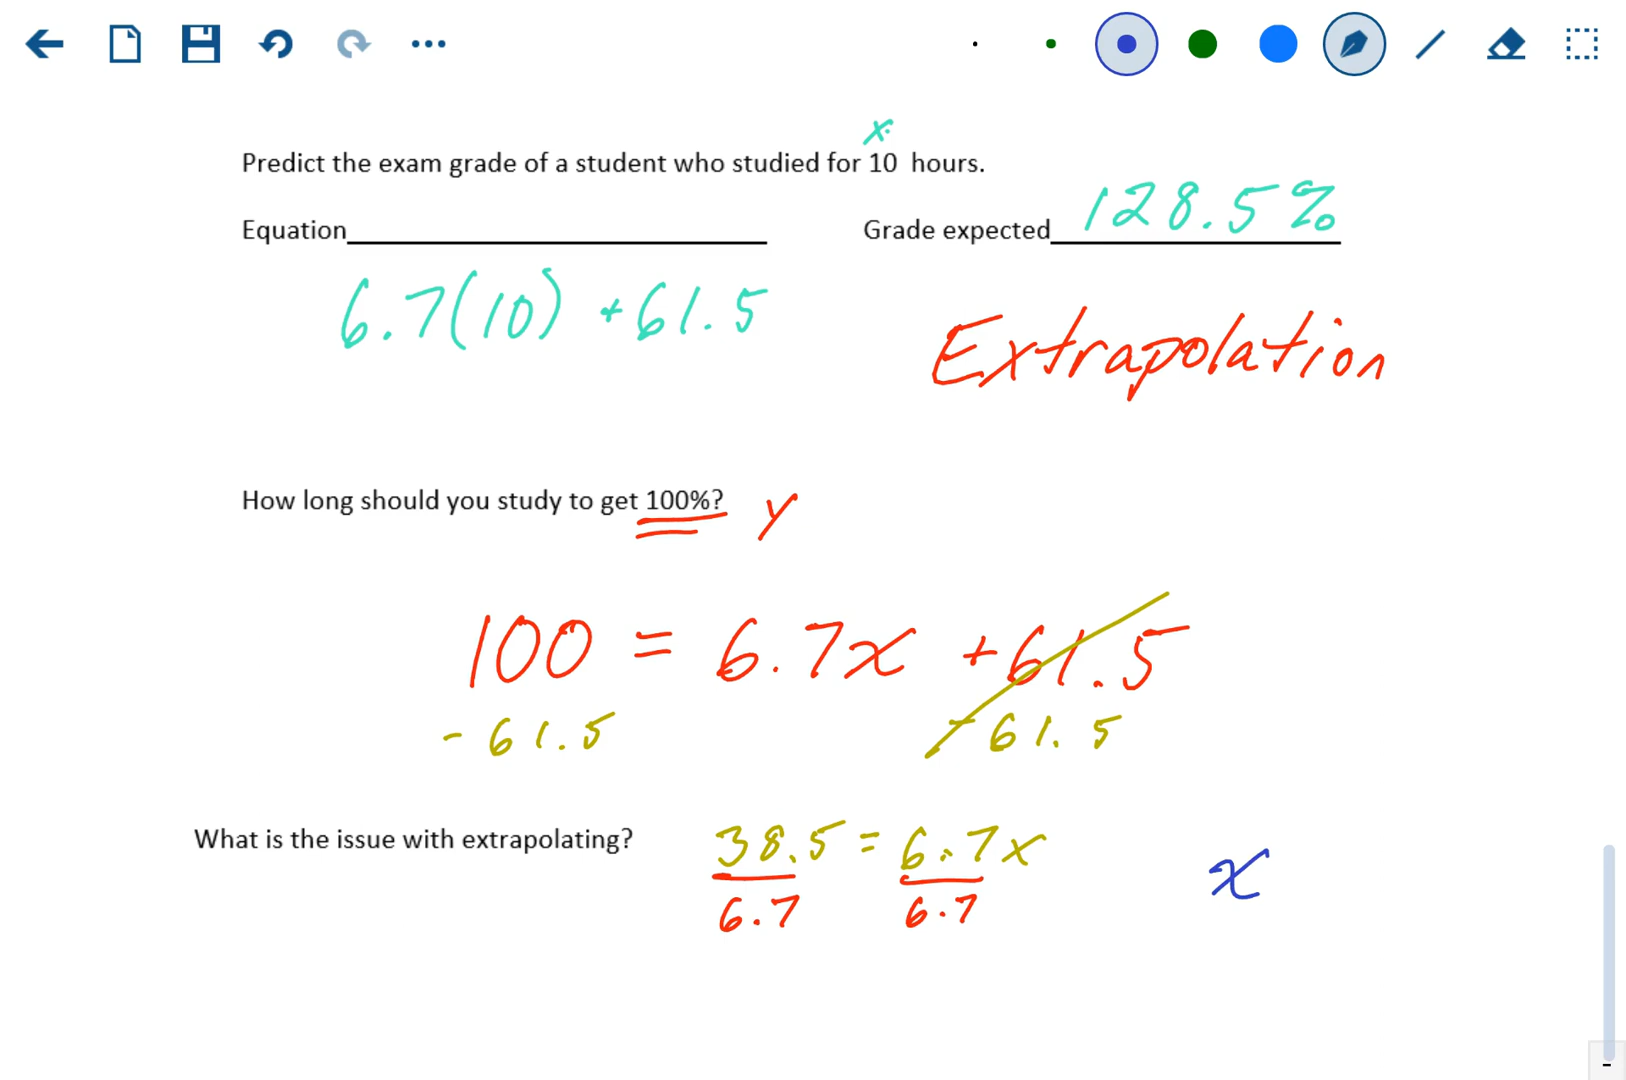 x
Predict the exam grade of a student who studied for 10 hours.
Equation________ Grade expected________ 128.5%
6.7(10) +61.5
Extrapolation
How long should you study to get 100%? y
100 = 6.7x +61.5
- 61.5 - 61.5
What is the issue with extrapolating? 38.5 = 6.7x x
6.7 6.7